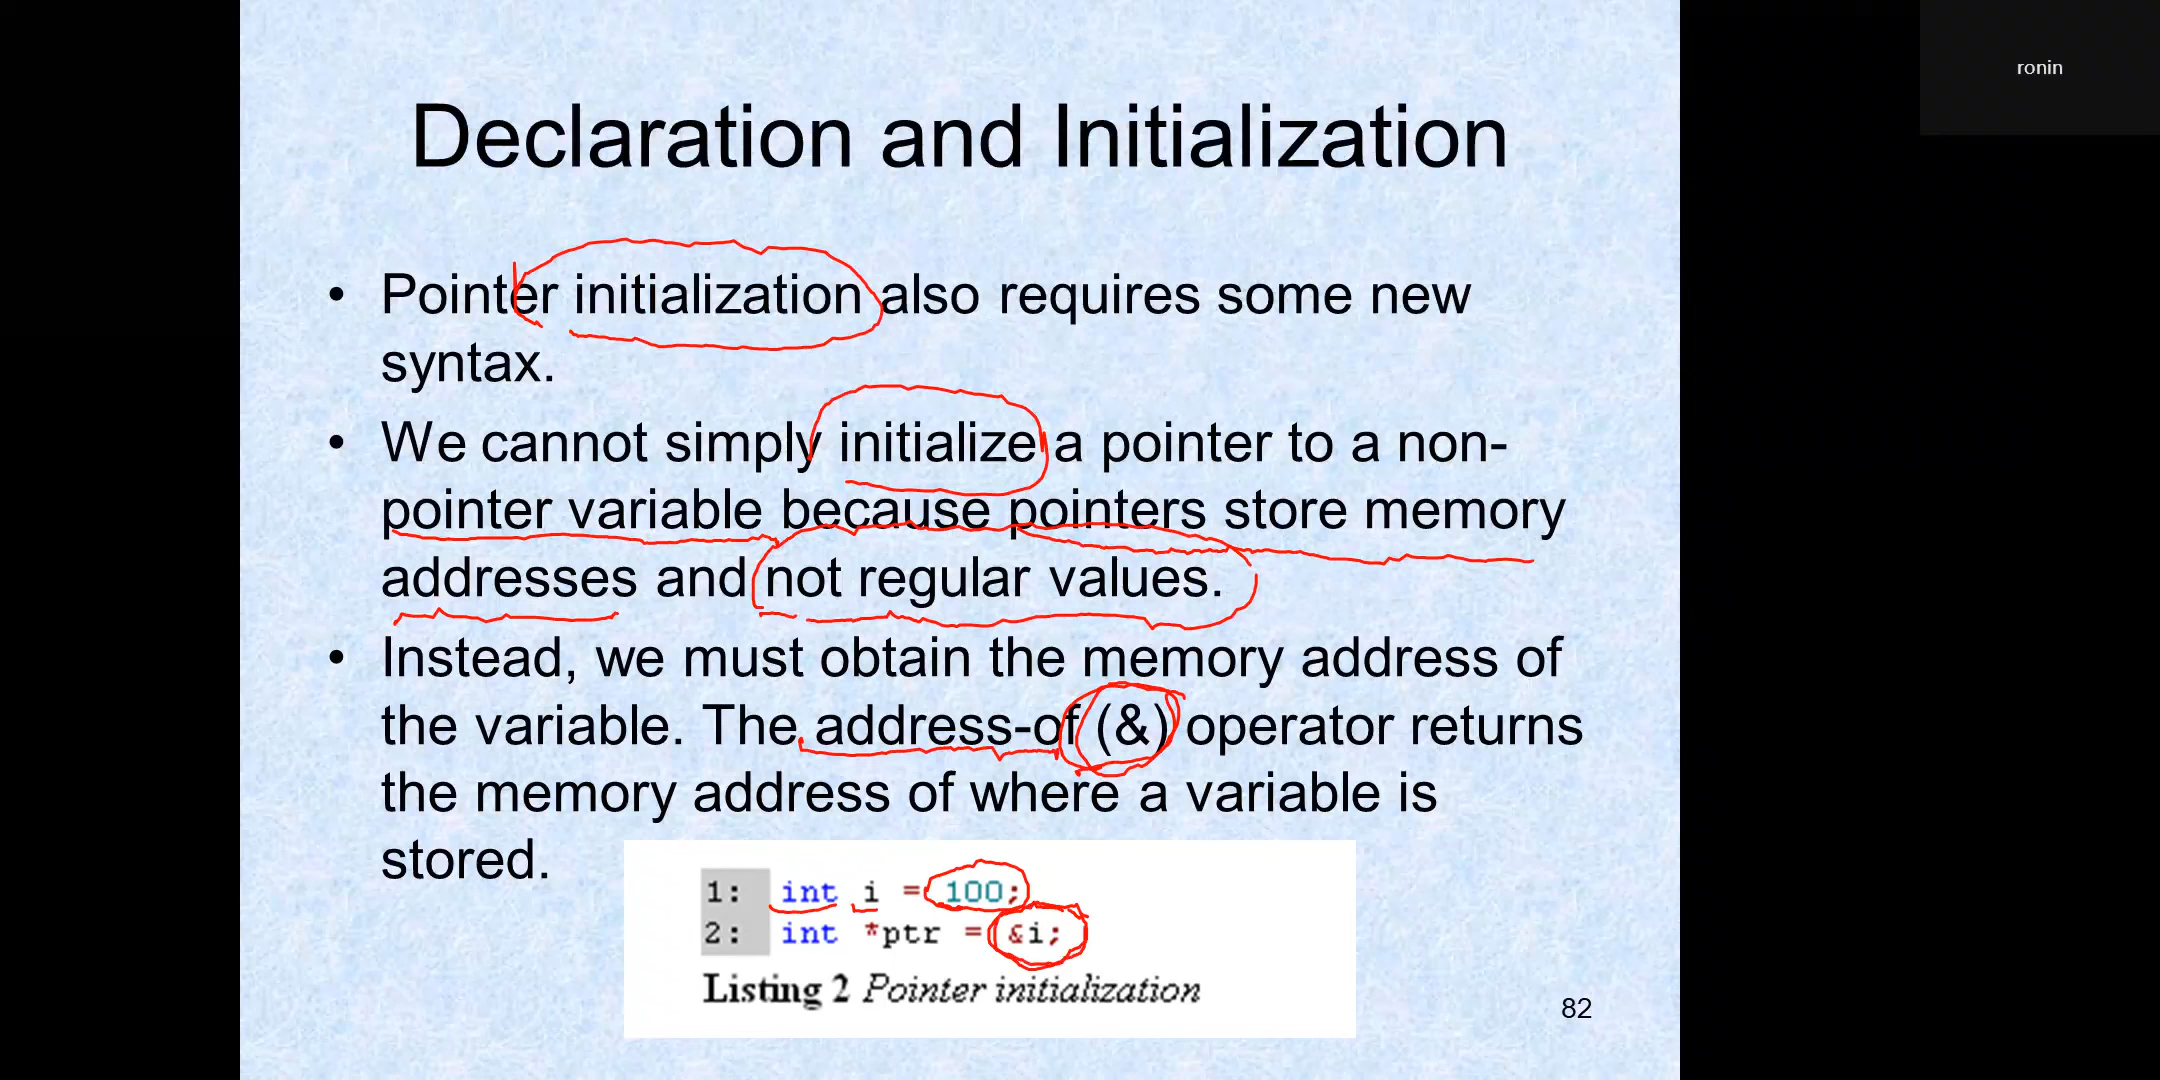 ronin
Declaration and Initialization
• Pointer initialization also requires some new
syntax.
• We cannot simply initialize a pointer to a non-
pointer variable because pointers store memory
addresses and not regular values.
• Instead, we must obtain the memory address of
the variable. The address-of (&) operator returns
the memory address of where a variable is
stored.
1: int i = 100;
2: int *ptr = &i;
Listing 2 Pointer initialization
82